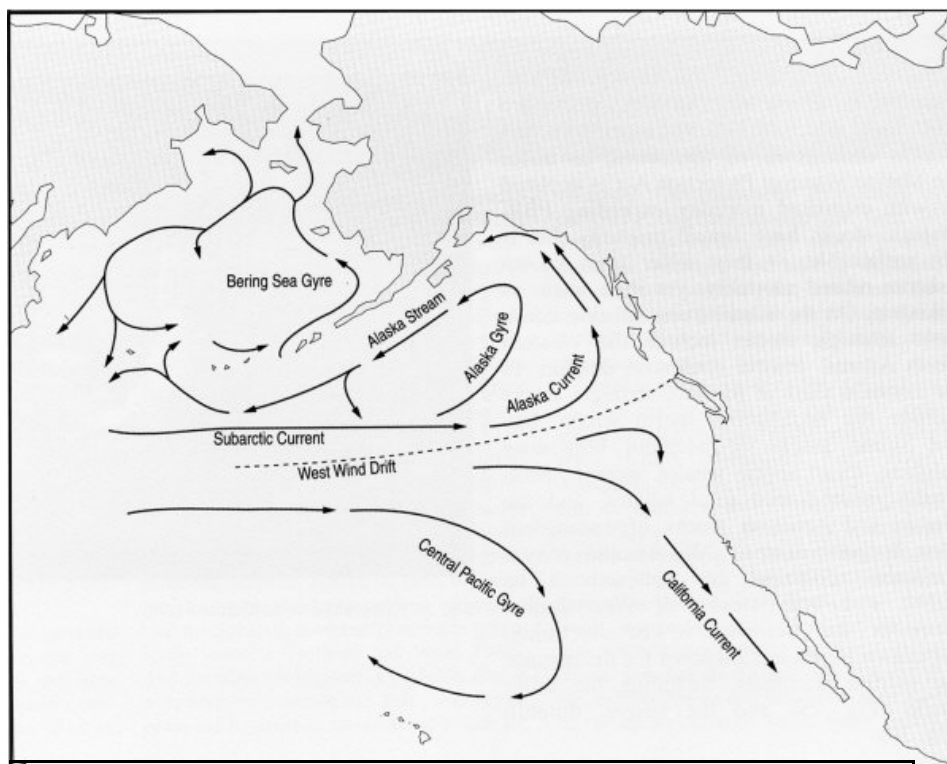 Bering Sea Gyre
Alaska Stream
Alaska Gyre
Alaska Current
Subarctic Current
West Wind Drift
Central Pacific Gyre
California Current